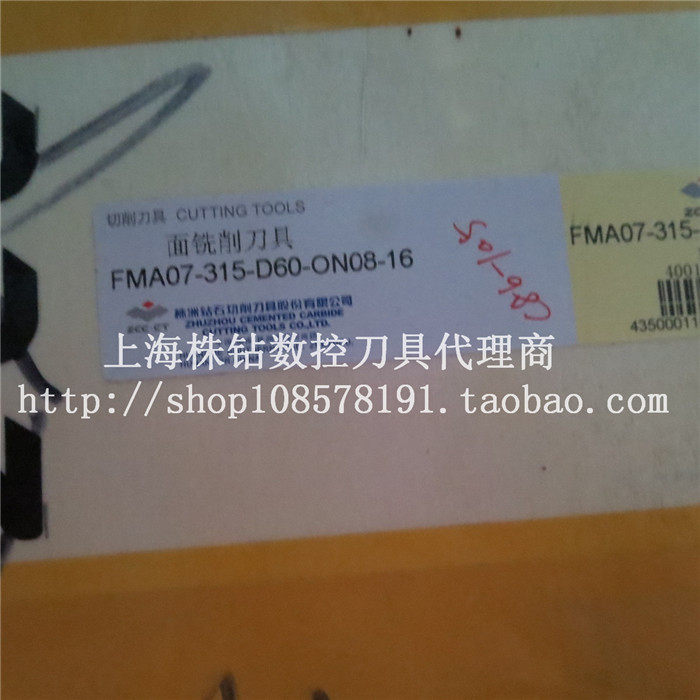 切削刀具 CUTTING TOOLS
面铣削刀具
FMA07-315-D60-ON08-16
ZCC·CT
株洲钻石切削刀具股份有限公司
ZHUZHOU CEMENTED CARBIDE
CUTTING TOOLS CO.,LTD.
FMA07-315-
4001
43500011
上海株钻数控刀具代理商
http://shop108578191.taobao.com